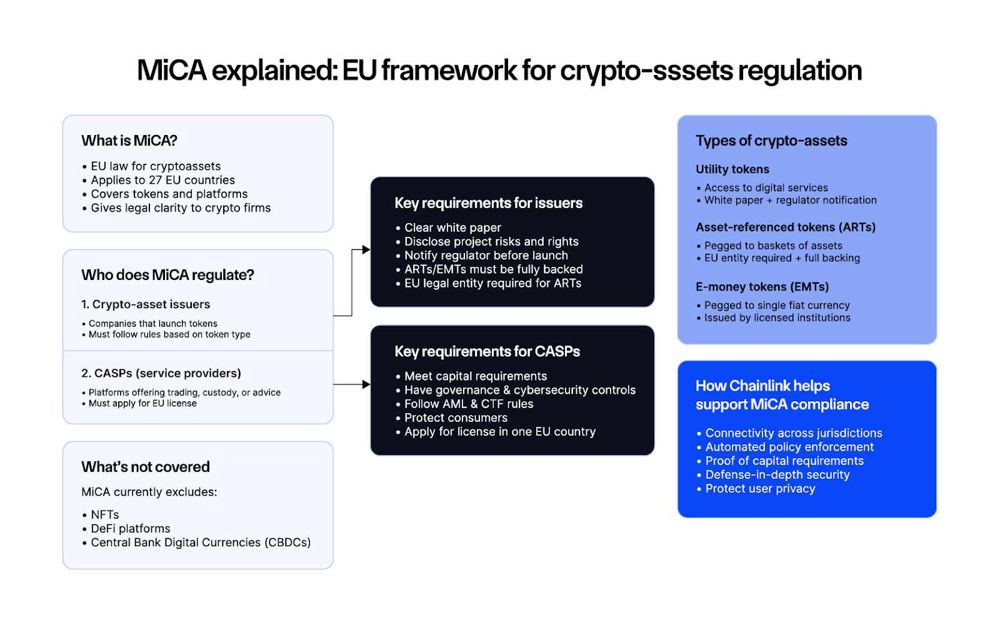 MiCA explained: EU framework for crypto-sssets regulation
What is MiCA?
• EU law for cryptoassets
• Applies to 27 EU countries
• Covers tokens and platforms
• Gives legal clarity to crypto firms
Who does MiCA regulate?
1. Crypto-asset issuers
• Companies that launch tokens
• Must follow rules based on token type
2. CASPs (service providers)
• Platforms offering trading, custody, or advice
• Must apply for EU license
What's not covered
MiCA currently excludes:
• NFTs
• DeFi platforms
• Central Bank Digital Currencies (CBDCs)
Key requirements for issuers
• Clear white paper
• Disclose project risks and rights
• Notify regulator before launch
• ARTs/EMTs must be fully backed
• EU legal entity required for ARTs
Key requirements for CASPs
• Meet capital requirements
• Have governance & cybersecurity controls
• Follow AML & CTF rules
• Protect consumers
• Apply for license in one EU country
Types of crypto-assets
Utility tokens
• Access to digital services
• White paper + regulator notification
Asset-referenced tokens (ARTs)
• Pegged to baskets of assets
• EU entity required + full backing
E-money tokens (EMTs)
• Pegged to single fiat currency
• Issued by licensed institutions
How Chainlink helps
support MiCA compliance
• Connectivity across jurisdictions
• Automated policy enforcement
• Proof of capital requirements
• Defense-in-depth security
• Protect user privacy